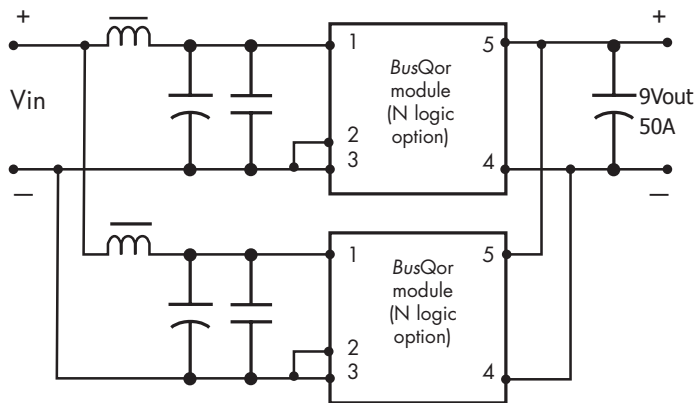 +
+
1
5
BusQor
module
(N logic
option)
Vin
9Vout
50A
2
3
4
—
—
1
5
BusQor
module
(N logic
option)
2
3
4